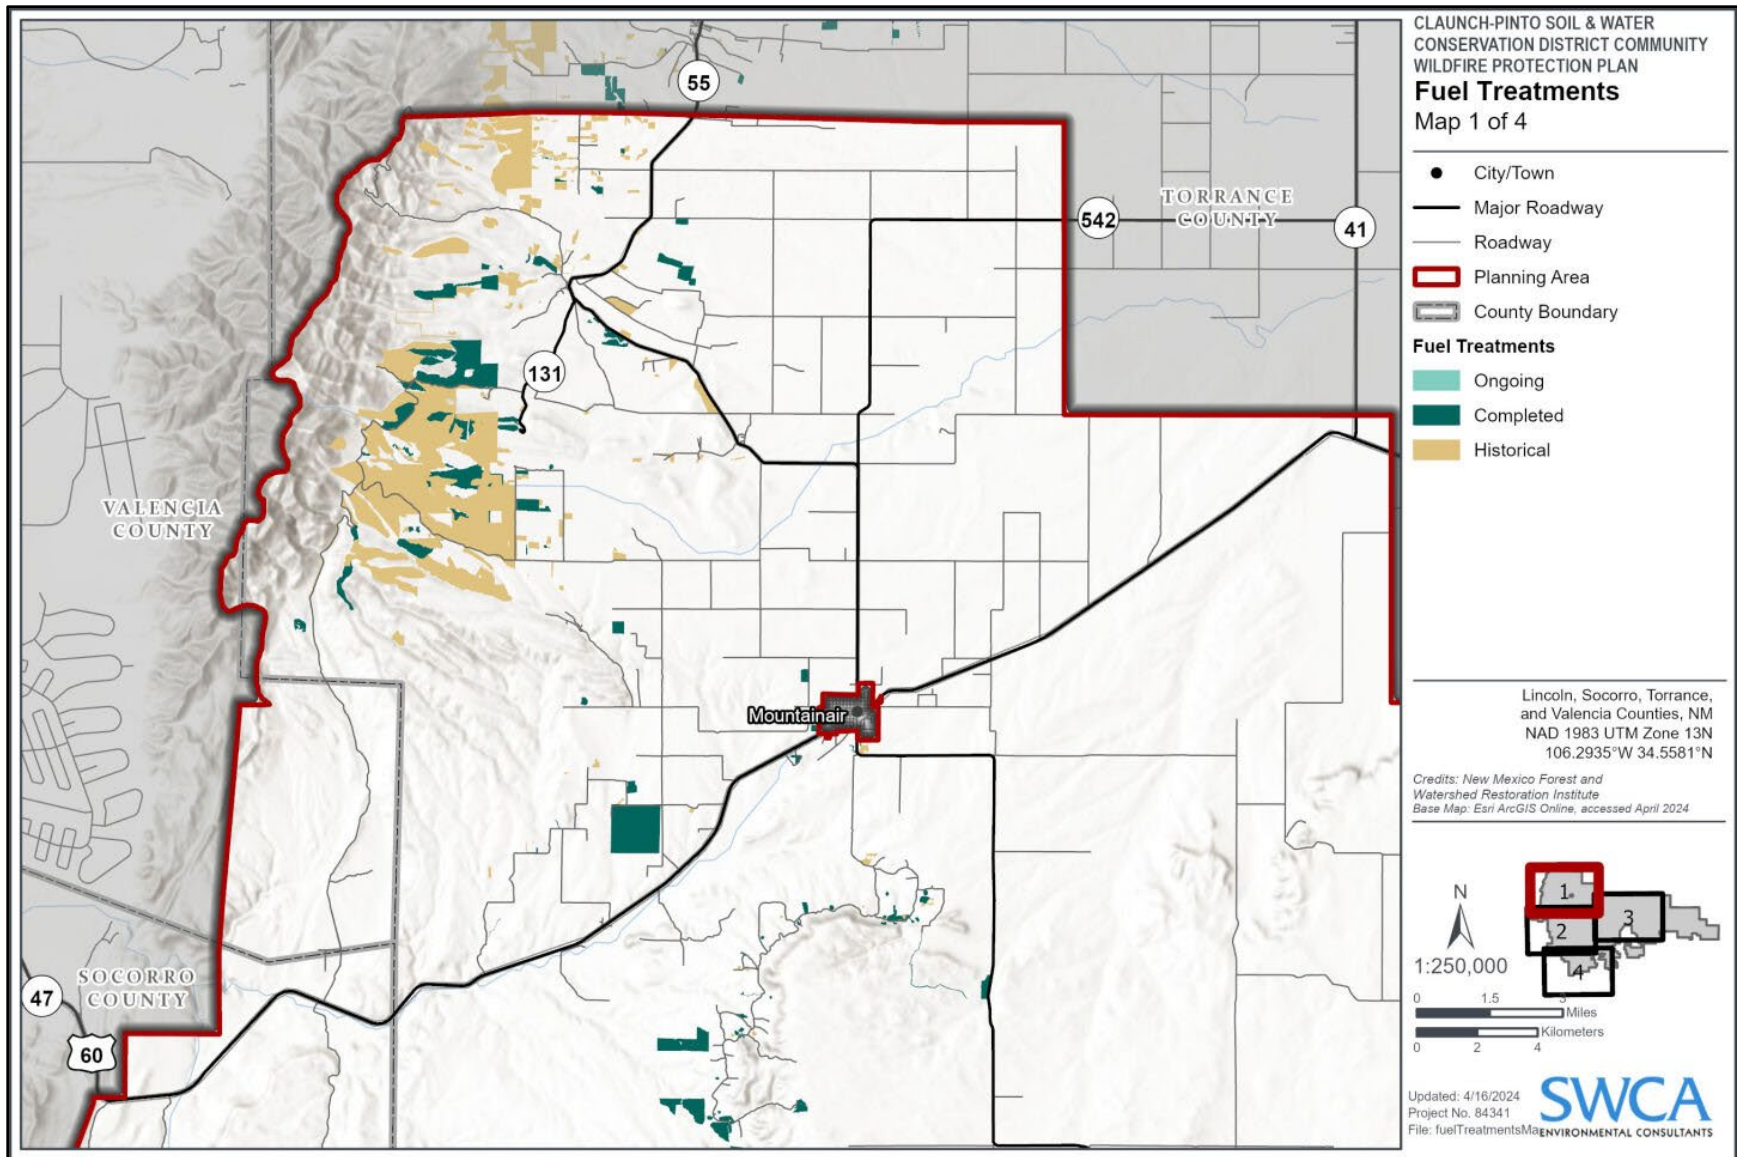 CLAUNCH-PINTO SOIL & WATER
CONSERVATION DISTRICT COMMUNITY
WILDFIRE PROTECTION PLAN
Fuel Treatments
Map 1 of 4
City/Town
Major Roadway
Roadway
Planning Area
County Boundary
Fuel Treatments
Ongoing
Completed
Historical
55
TORRANCE
COUNTY
542
41
131
VALENCIA
COUNTY
Mountainair
SOCORRO
COUNTY
47
60
Lincoln, Socorro, Torrance,
and Valencia Counties, NM
NAD 1983 UTM Zone 13N
106.2935°W 34.5581°N
Credits: New Mexico Forest and
Watershed Restoration Institute
Base Map: Esri ArcGIS Online, accessed April 2024
1
2
3
4
N
1:250,000
0 1.5 3
Miles
Kilometers
0 2 4
Updated: 4/16/2024
Project No. 84341
File: fuelTreatmentsMa
SWCA
ENVIRONMENTAL CONSULTANTS